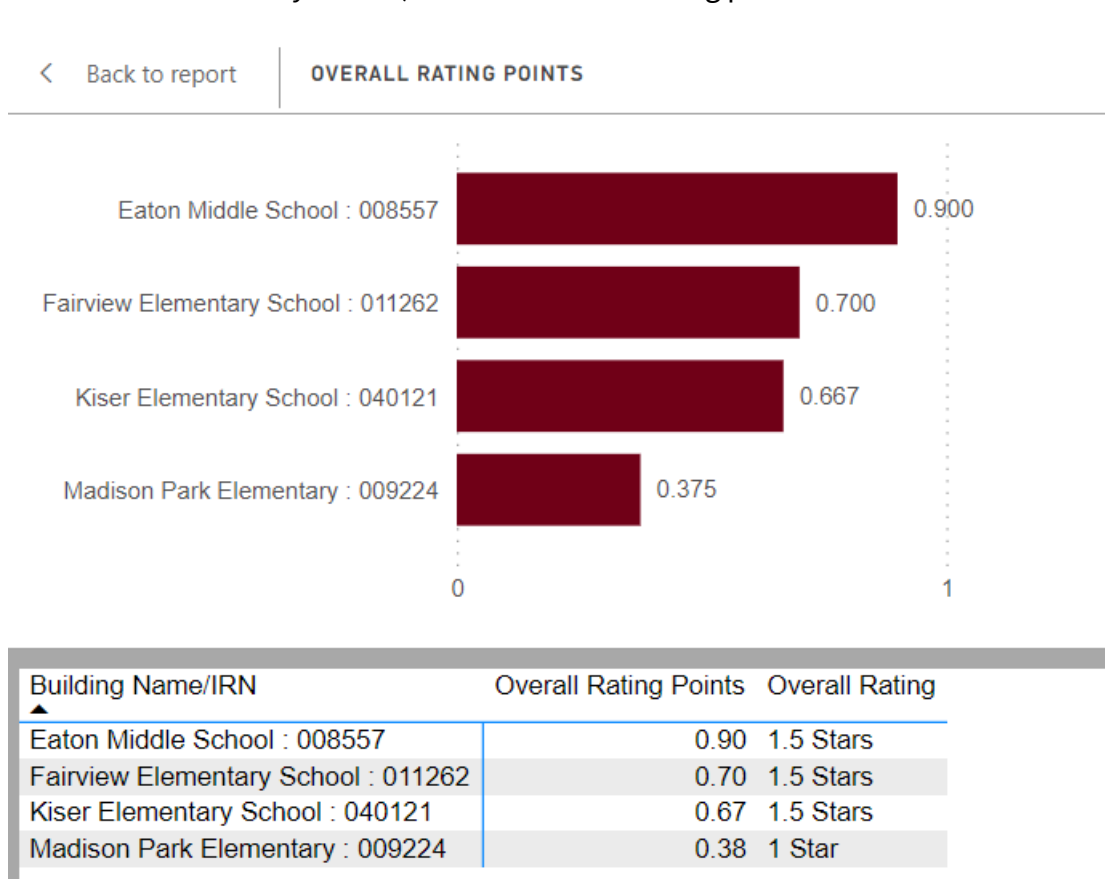 Back to report OVERALL RATING POINTS
Eaton Middle School : 008557 0.900
Fairview Elementary School : 011262 0.700
Kiser Elementary School : 040121 0.667
Madison Park Elementary : 009224 0.375
0 1
Building Name/IRN Overall Rating Points Overall Rating
Eaton Middle School : 008557 0.90 1.5 Stars
Fairview Elementary School : 011262 0.70 1.5 Stars
Kiser Elementary School : 040121 0.67 1.5 Stars
Madison Park Elementary : 009224 0.38 1 Star